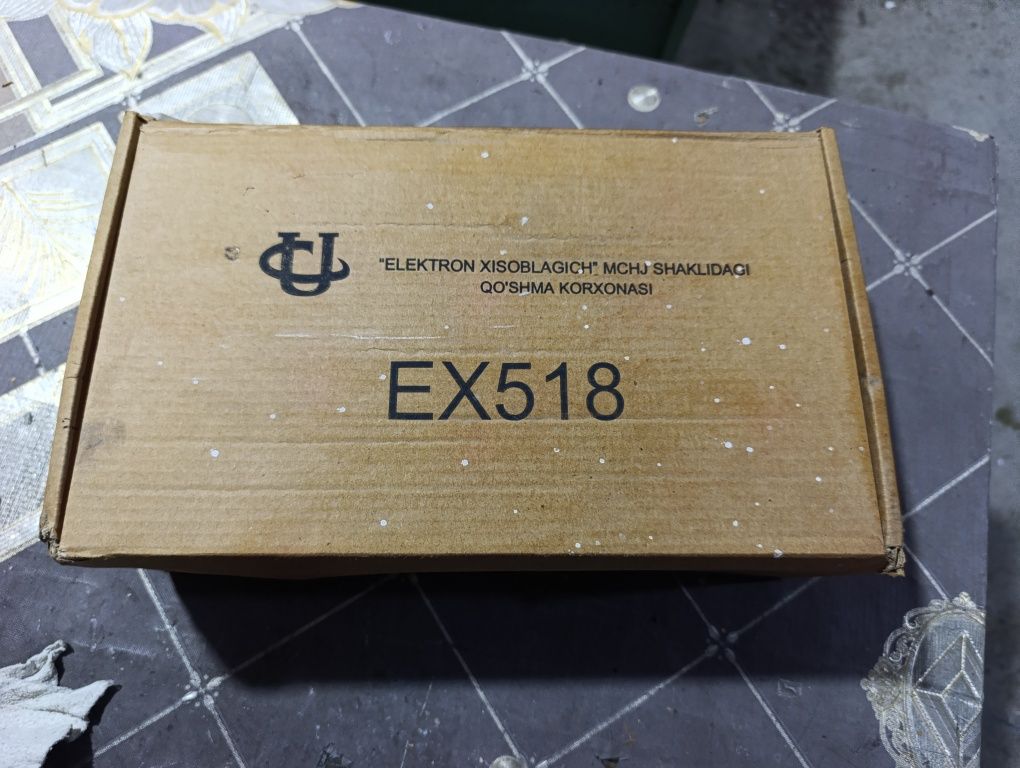 "ELEKTRON XISOBLAGICH" MCHJ SHAKLIDAGI
QO'SHMA KORXONASI
EX518